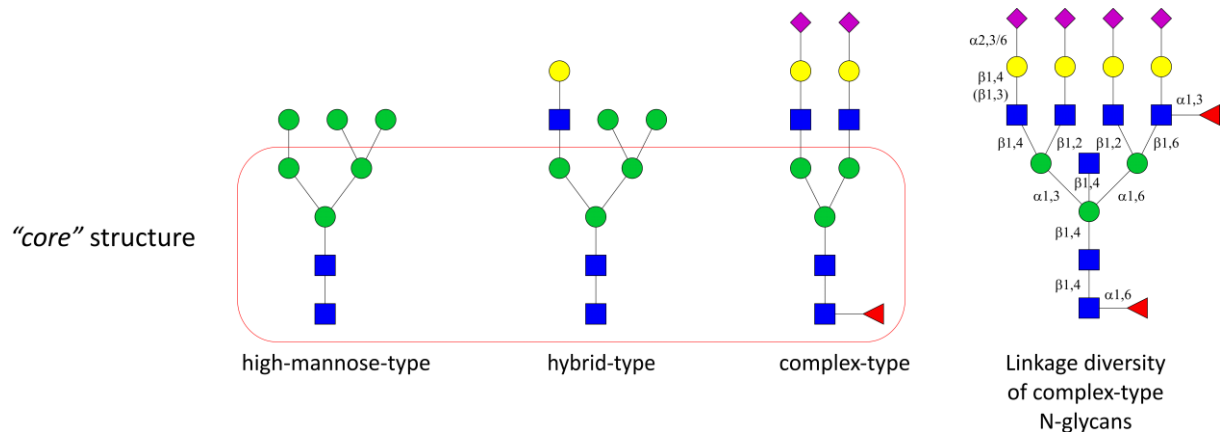 α2,3/6
β1,4
(β1,3)
α1,3
β1,4
β1,2
β1,2
β1,6
β1,4
α1,3
α1,6
β1,4
β1,4
α1,6
“core” structure
high-mannose-type
hybrid-type
complex-type
Linkage diversity
of complex-type
N-glycans